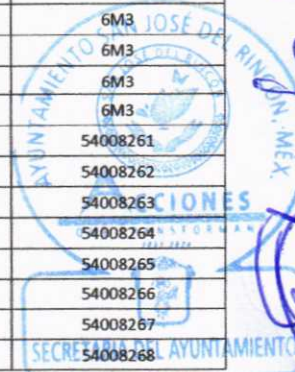 6M3
6M3
6M3
6M3
54008261
54008262
54008263
54008264
54008265
54008266
54008267
54008268
AYUNTAMIENTO SAN JOSÉ DEL RINCÓN, MEX.
CCIONES
SECRETARIA DEL AYUNTAMIENTO